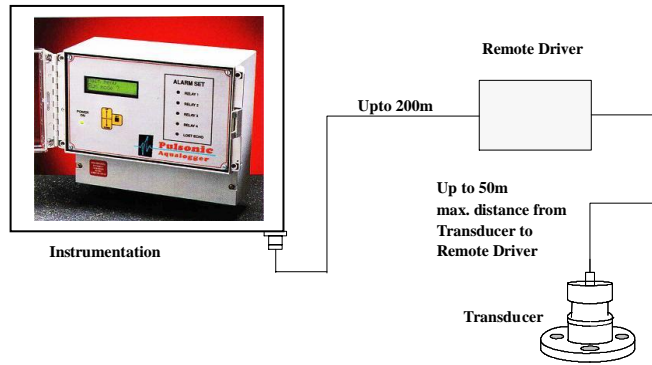 Remote Driver
ALARM SET
RELAY 1
RELAY 2
RELAY 3
RELAY 4
LOST ECHO
POWER
ON
Pulsonic
Aqualogger
Upto 200m
Up to 50m
max. distance from
Transducer to
Remote Driver
Instrumentation
Transducer